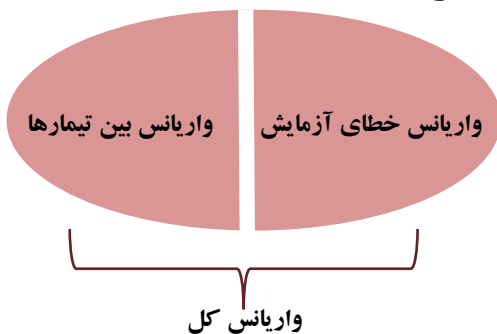 واریانس خطای آزمایش
واریانس بین تیمارها
واریانس کل